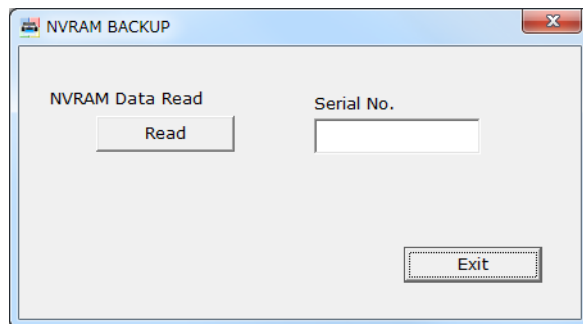 NVRAM BACKUP
NVRAM Data Read
Serial No.
Read
Exit